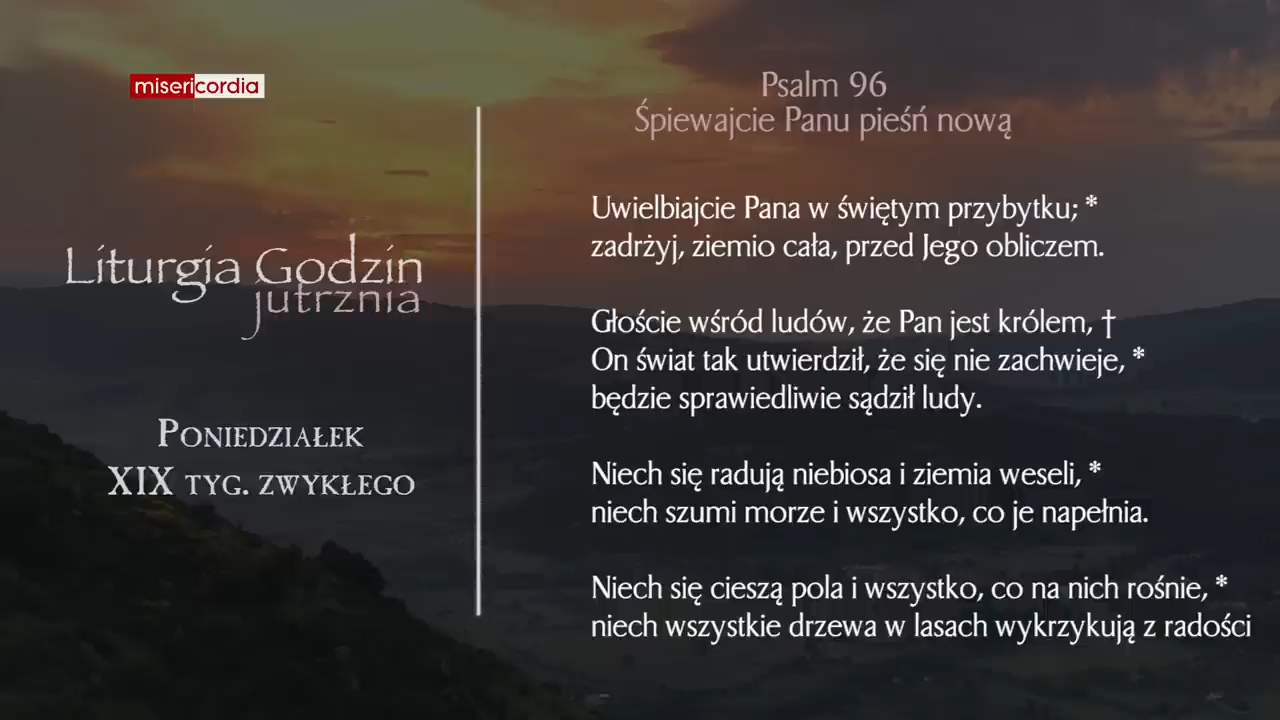 misericordia
Liturgia Godzin
jutrznia
Poniedziałek
XIX tyg. zwykłego
Psalm 96
Śpiewajcie Panu pieśń nową
Uwielbiajcie Pana w świętym przybytku; *
zadrżyj, ziemio cała, przed Jego obliczem.
Głoście wśród ludów, że Pan jest królem, †
On świat tak utwierdził, że się nie zachwieje, *
będzie sprawiedliwie sądził ludy.
Niech się radują niebiosa i ziemia weseli, *
niech szumi morze i wszystko, co je napełnia.
Niech się cieszą pola i wszystko, co na nich rośnie, *
niech wszystkie drzewa w lasach wykrzykują z radości